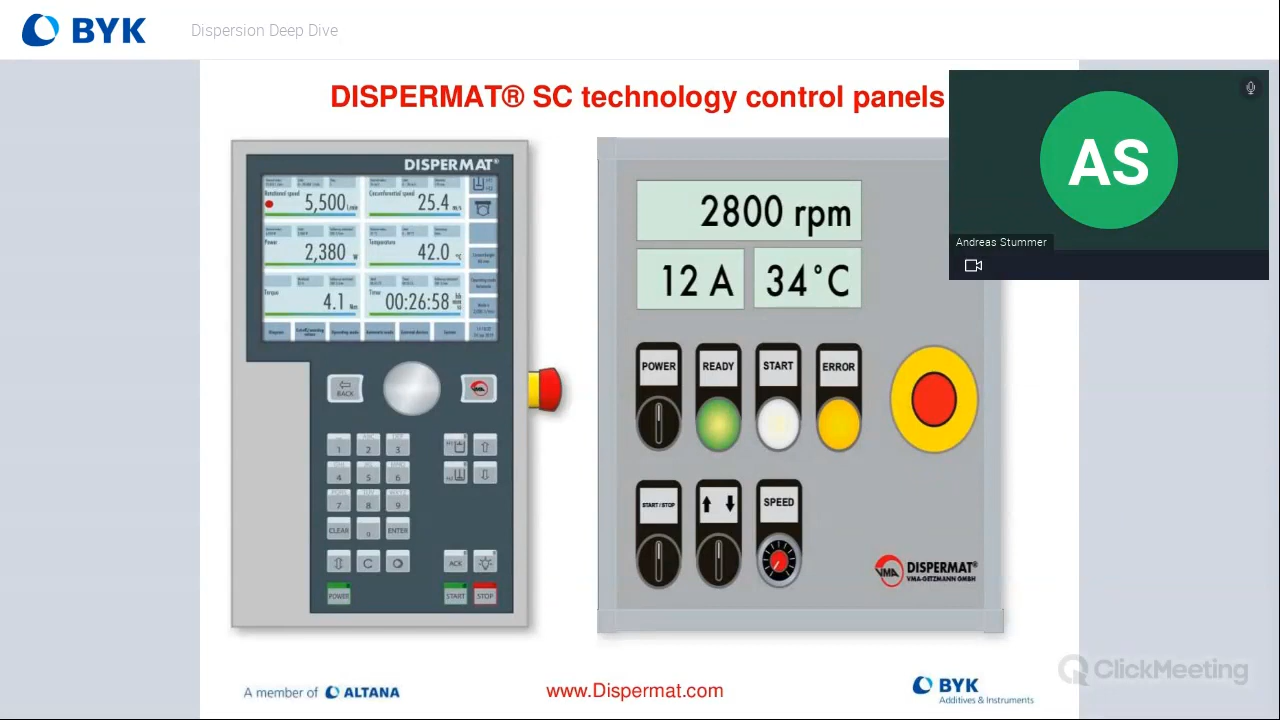 BYK
Dispersion Deep Dive
DISPERMAT® SC technology control panels
AS
Andreas Stummer
DISPERMAT®
Rotational speed
5,500
Circumferential speed
25.4 m/s
Power
2,380 W
Temperature
42.0 °C
Torque
4.1 Nm
Time
00:26:58
BACK
1 2 3
4 5 6
7 8 9
CLEAR
ENTER
C
ACK
POWER
START
STOP
2800 rpm
12 A
34°C
POWER
READY
START
ERROR
START / STOP
SPEED
VMA
DISPERMAT®
VMA-GETZMANN GMBH
ClickMeeting
A member of ALTANA
www.Dispermat.com
BYK
Additives & Instruments